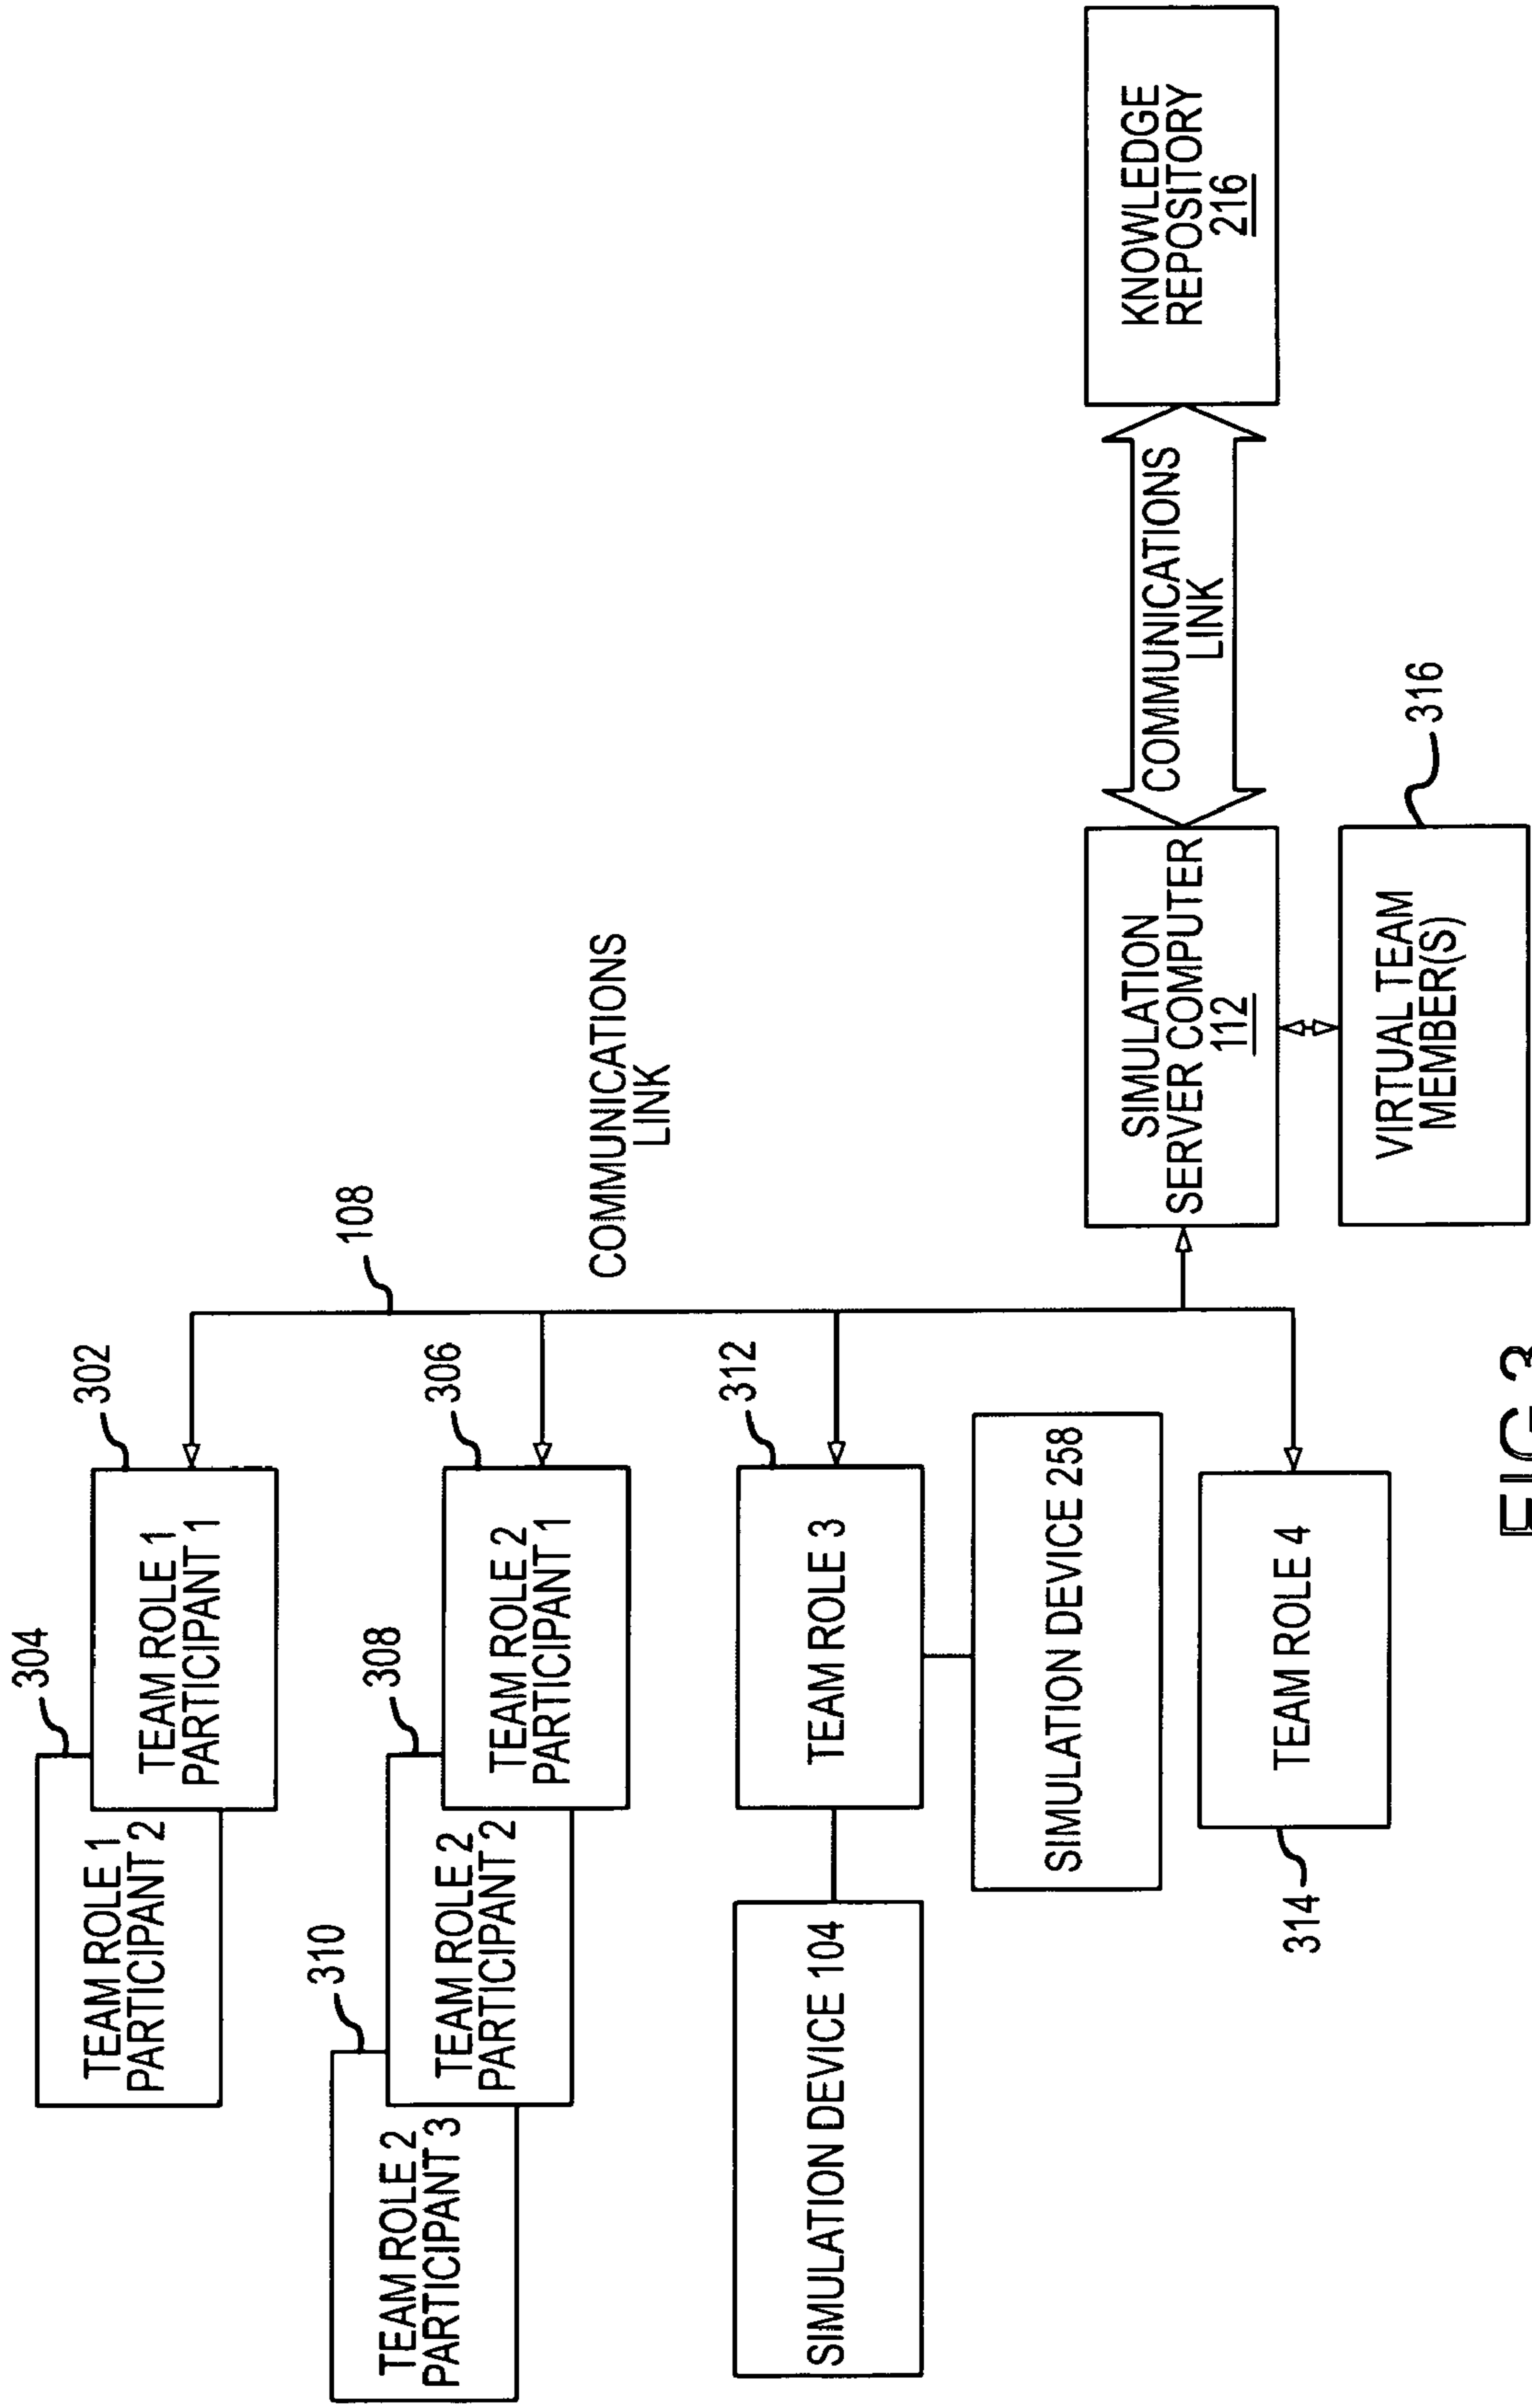 304
302
TEAM ROLE 1
PARTICIPANT 2
TEAM ROLE 1
PARTICIPANT 1
310
308
306
108
TEAM ROLE 2
PARTICIPANT 3
TEAM ROLE 2
PARTICIPANT 2
TEAM ROLE 2
PARTICIPANT 1
COMMUNICATIONS
LINK
312
SIMULATION DEVICE 104
TEAM ROLE 3
SIMULATION DEVICE 258
SIMULATION
SERVER COMPUTER
112
COMMUNICATIONS
LINK
KNOWLEDGE
REPOSITORY
216
314
TEAM ROLE 4
VIRTUAL TEAM
MEMBER(S)
316
FIG 3